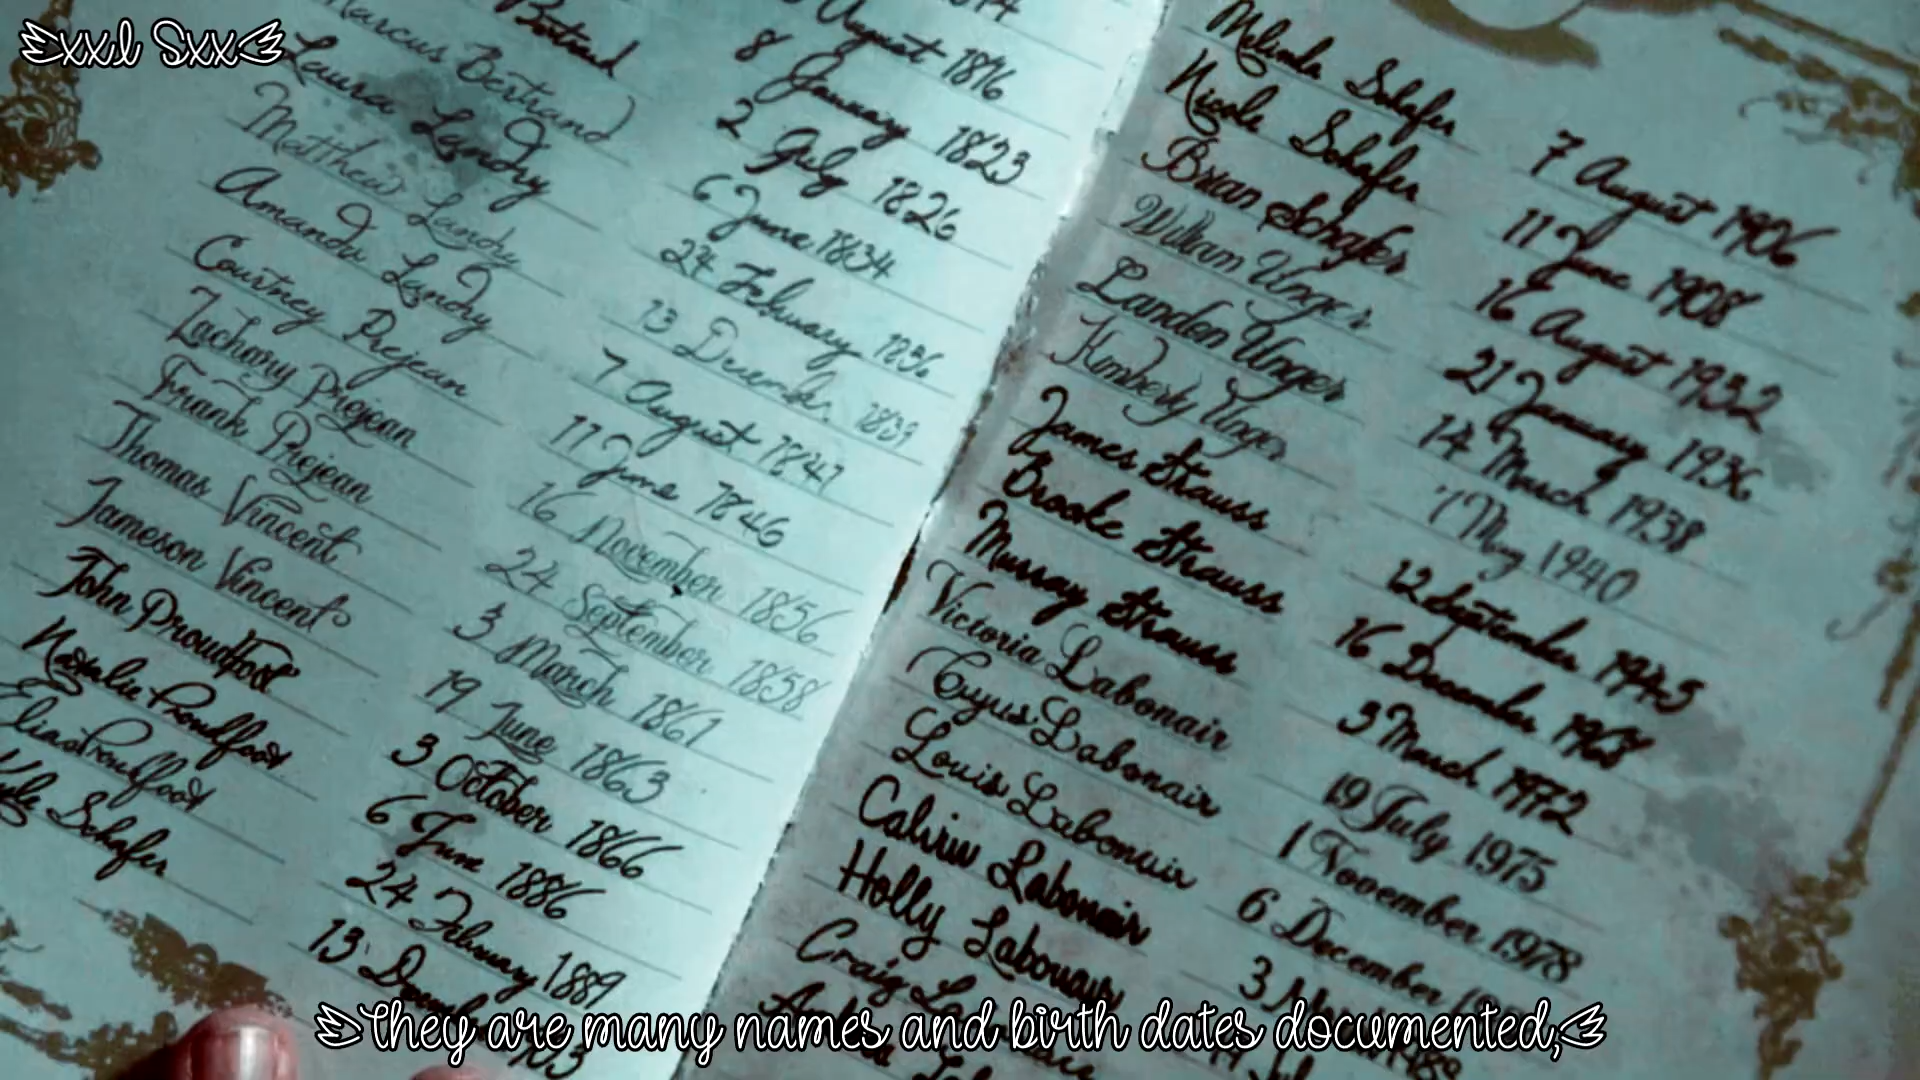 Exxl Sxx
August 1816
Marcus Bertrand 8 January 1823
Laura Landry 2 July 1826
Matthew Landry 6 June 1834
Amanda Landry 24 February 1836
Courtney Prejean 13 December 1839
Zachary Prejean 7 August 1847
Frank Prejean 11 June 1846
Thomas Vincent 16 November 1856
Jameson Vincent 24 September 1858
John Proudfoot 3 March 1861
Natalie Proudfoot 19 June 1863
Elias Proudfoot 3 October 1866
Schafer 6 June 1886
24 February 1889
13
Melinda Schafer 7 August 1906
Nicole Schafer 11 June 1908
Brian Schafer 16 August 1932
William Unger 21 January 1936
Landon Unger 14 March 1938
Kimberly Unger 7 May 1940
James Strauss 12 September 1945
Brooke Strauss 16 December 1968
Murray Strauss 3 March 1972
Victoria Labonair 19 July 1975
Cyrus Labonair 1 November 1978
Louis Labonair 6 December
Calvin Labonair 3
Holly Labonair
Craig
they are many names and birth dates documented,